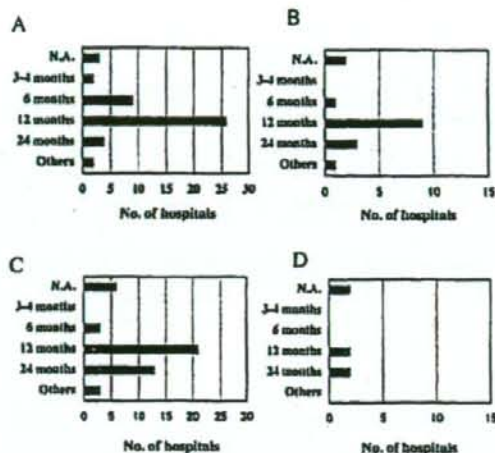 A
N.A.
3-4 months
6 months
12 months
24 months
Others
0 5 10 15 20 25 30
No. of hospitals
B
N.A.
3-4 months
6 months
12 months
24 months
Others
0 5 10 15
No. of hospitals
C
N.A.
3-4 months
6 months
12 months
24 months
Others
0 5 10 15 20 25 30
No. of hospitals
D
N.A.
3-4 months
6 months
12 months
24 months
Others
0 5 10 15
No. of hospitals